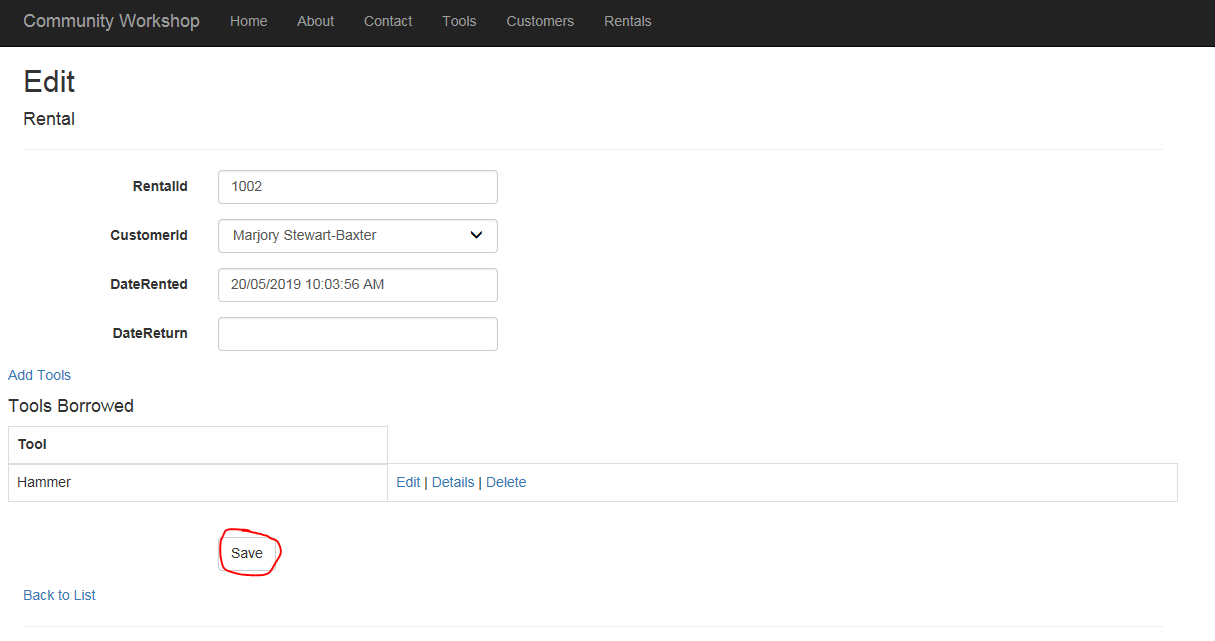 Community Workshop Home About Contact Tools Customers Rentals
Edit
Rental
RentalId 1002
CustomerId Marjory Stewart-Baxter
DateRented 20/05/2019 10:03:56 AM
DateReturn
Add Tools
Tools Borrowed
Tool
Hammer Edit | Details | Delete
Save
Back to List